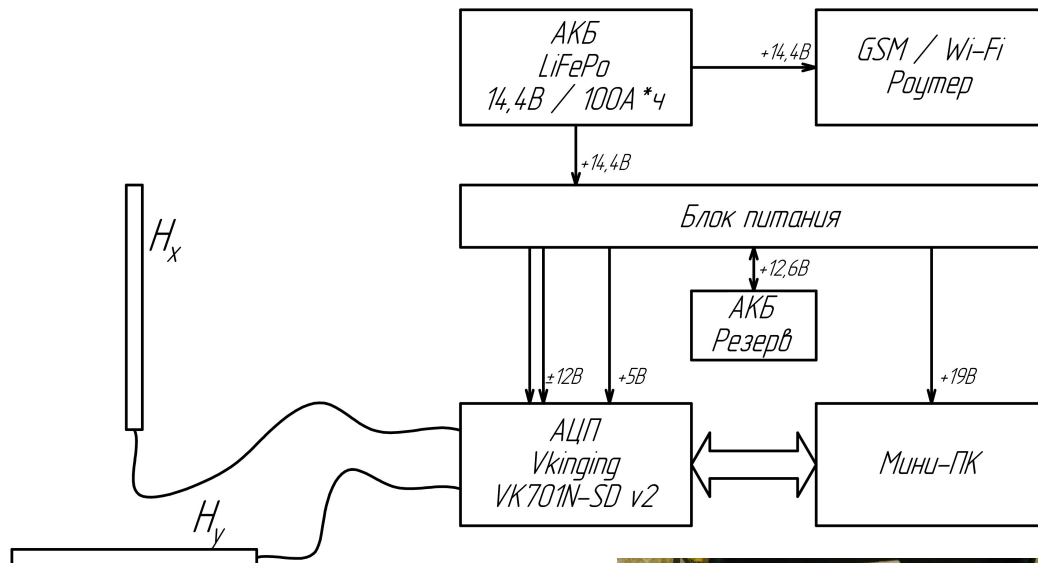 АКБ
LiFePo
14,4В / 100А*ч
+14,4В
GSM / Wi-Fi
Роутер
+14,4В
Блок питания
Hx
+12,6В
АКБ
Резерв
±12В
+5В
+19В
АЦП
Vkinging
VK701N-SD v2
Мини-ПК
Hy